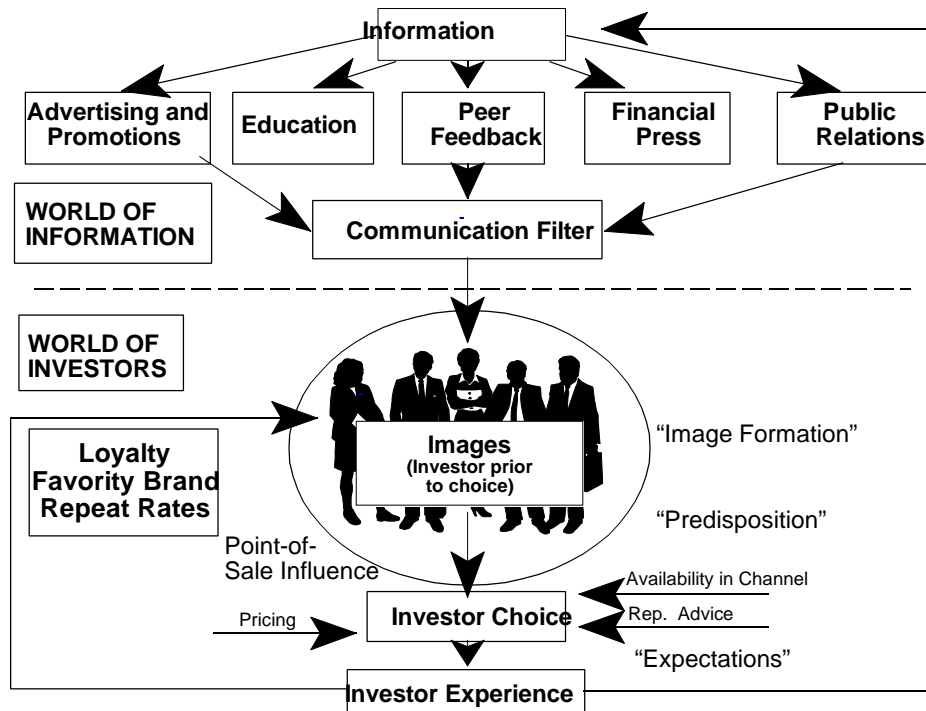 Information
Advertising and
Promotions
Education
Peer
Feedback
Financial
Press
Public
Relations
WORLD OF
INFORMATION
Communication Filter
WORLD OF
INVESTORS
Loyalty
Favority Brand
Repeat Rates
Images
(Investor prior
to choice)
“Image Formation”
“Predisposition”
Point-of-
Sale Influence
Availability in Channel
Pricing
Investor Choice
Rep. Advice
“Expectations”
Investor Experience